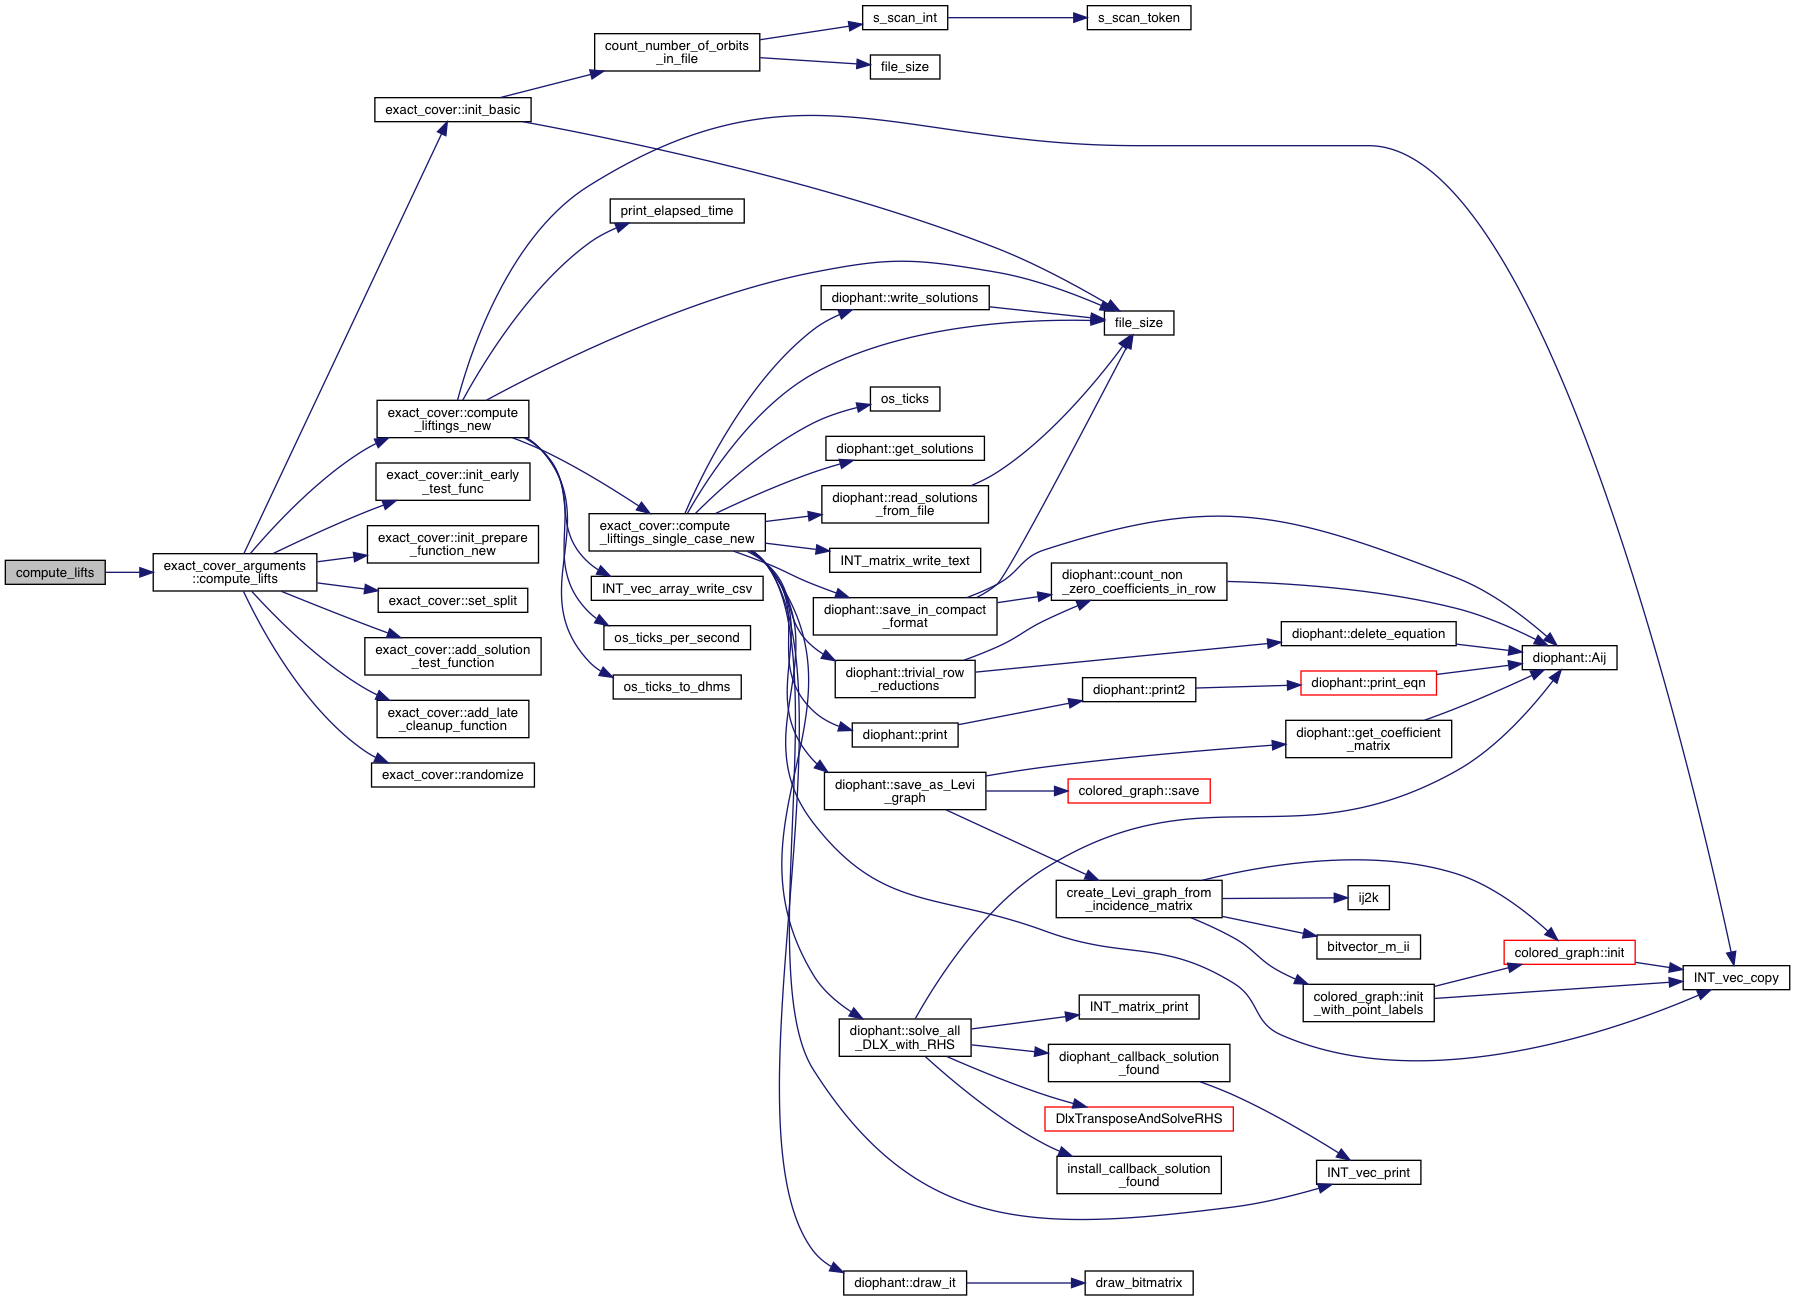 compute_lifts
exact_cover_arguments
::compute_lifts
exact_cover::init_basic
exact_cover::compute
_liftings_new
exact_cover::init_early
_test_func
exact_cover::init_prepare
_function_new
exact_cover::set_split
exact_cover::add_solution
_test_function
exact_cover::add_late
_cleanup_function
exact_cover::randomize
count_number_of_orbits
_in_file
print_elapsed_time
exact_cover::compute
_liftings_single_case_new
INT_vec_array_write_csv
os_ticks_per_second
os_ticks_to_dhms
s_scan_int
file_size
diophant::write_solutions
os_ticks
diophant::get_solutions
diophant::read_solutions
_from_file
INT_matrix_write_text
diophant::save_in_compact
_format
diophant::trivial_row
_reductions
diophant::print
diophant::save_as_Levi
_graph
diophant::solve_all
_DLX_with_RHS
diophant::draw_it
s_scan_token
file_size
diophant::count_non
_zero_coefficients_in_row
diophant::print2
colored_graph::save
create_Levi_graph_from
_incidence_matrix
INT_matrix_print
diophant_callback_solution
_found
DlxTransposeAndSolveRHS
install_callback_solution
_found
draw_bitmatrix
diophant::delete_equation
diophant::print_eqn
diophant::get_coefficient
_matrix
ij2k
bitvector_m_ii
colored_graph::init
_with_point_labels
INT_vec_print
diophant::Aij
colored_graph::init
INT_vec_copy